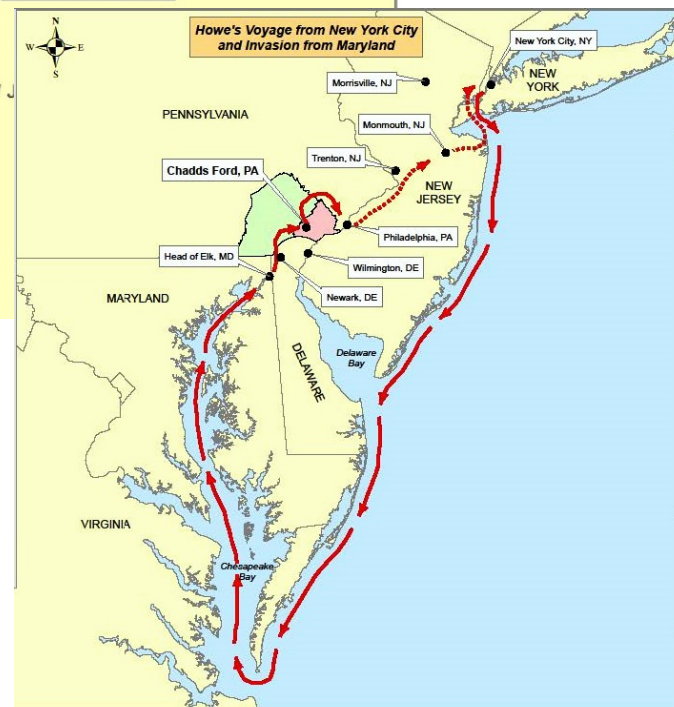 Howe's Voyage from New York City
and Invasion from Maryland
N
W
E
S
New York City, NY
NEW
YORK
Morrisville, NJ
PENNSYLVANIA
Monmouth, NJ
Trenton, NJ
Chadds Ford, PA
NEW
JERSEY
Philadelphia, PA
Head of Elk, MD
Wilmington, DE
MARYLAND
Newark, DE
DELAWARE
Delaware
Bay
VIRGINIA
Chesapeake
Bay